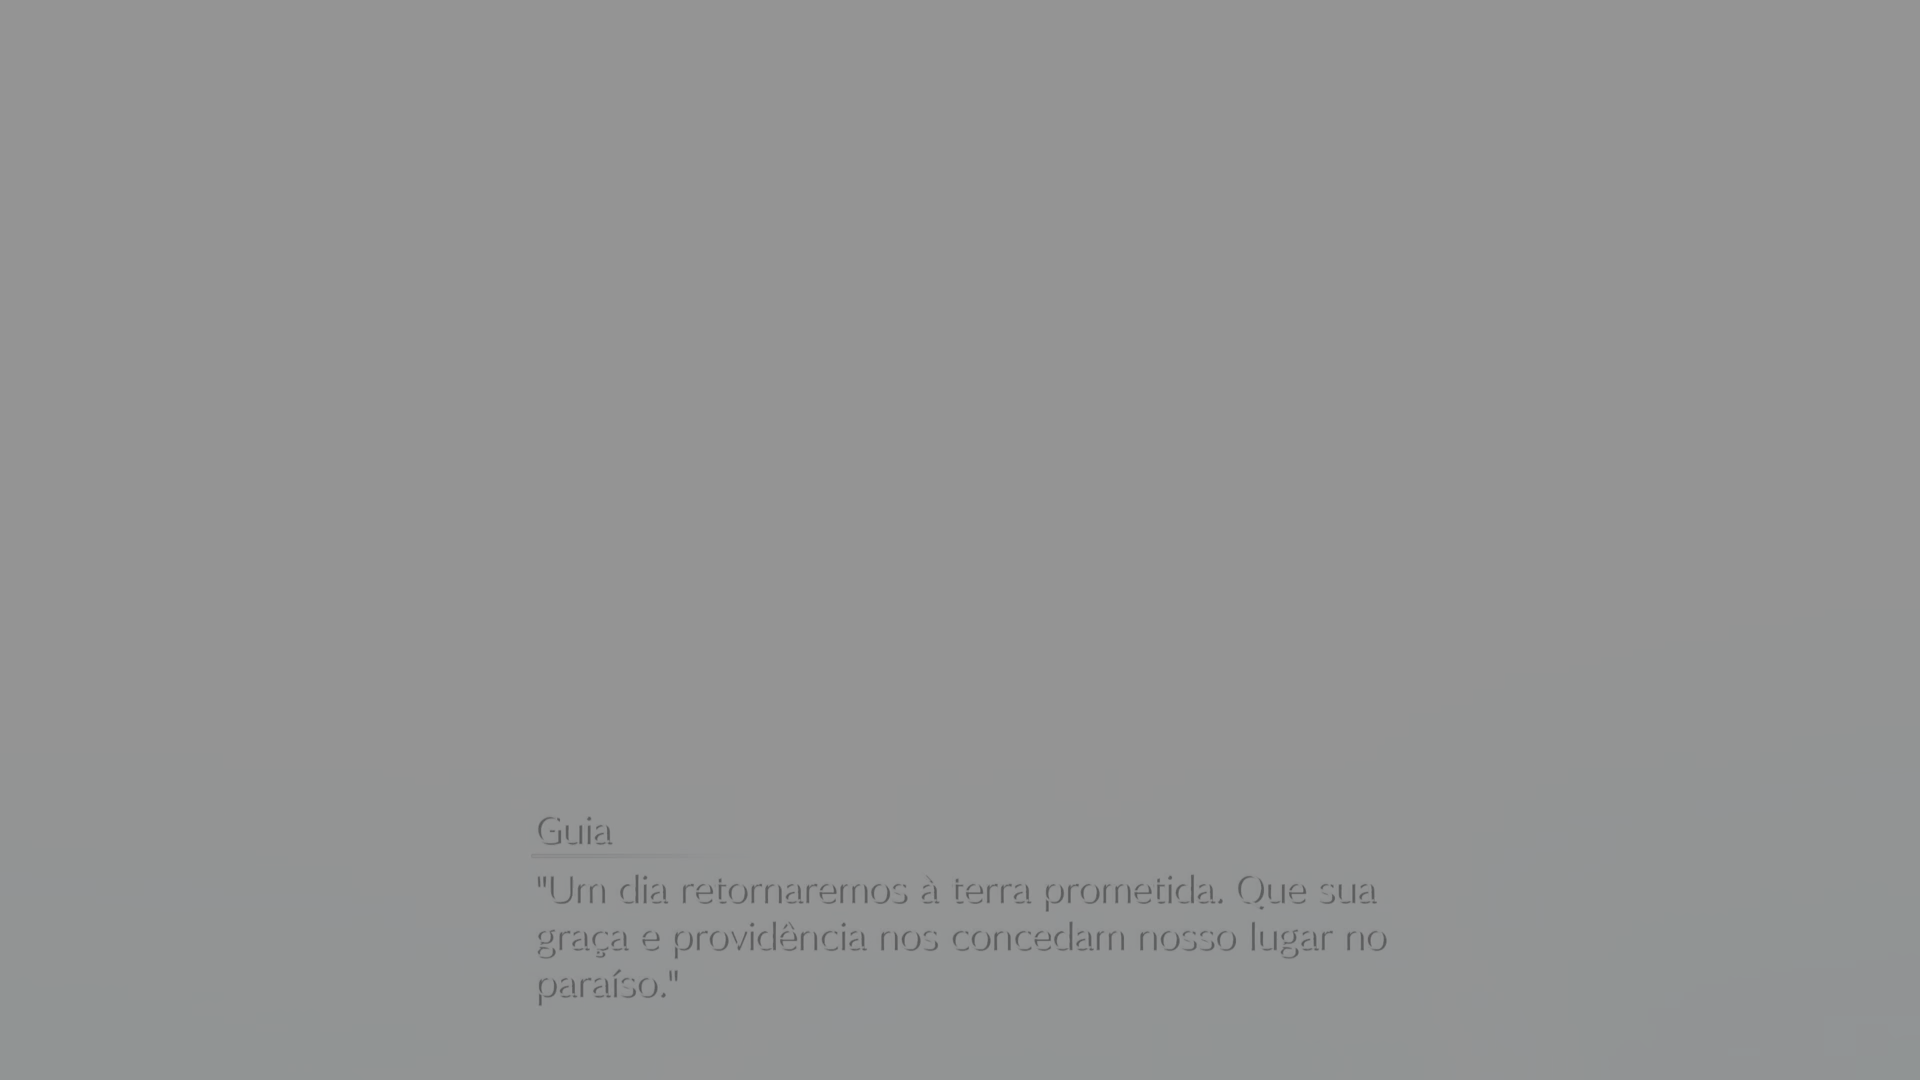 Guia
"Um dia retornaremos à terra prometida. Que sua
graça e providência nos concedam nosso lugar no
paraíso."